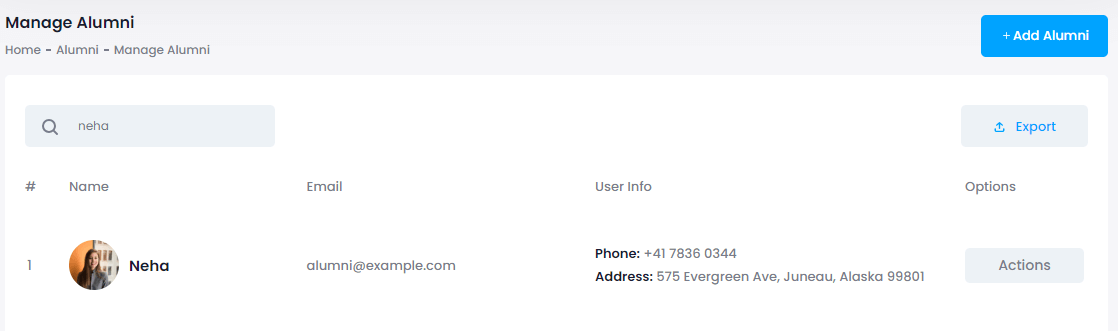 Manage Alumni
Home - Alumni - Manage Alumni
+ Add Alumni
neha
Export
# Name Email User Info Options
1 Neha alumni@example.com
Phone: +41 7836 0344
Address: 575 Evergreen Ave, Juneau, Alaska 99801
Actions